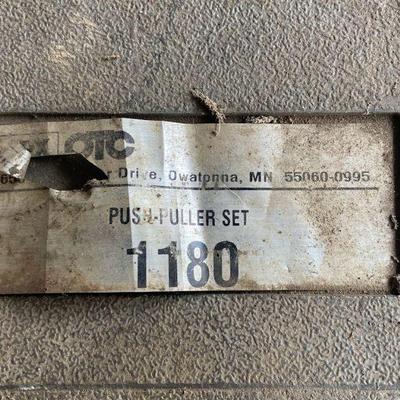 OTC
Drive, Owatonna, MN 55060-0995
PUSH-PULLER SET
1180